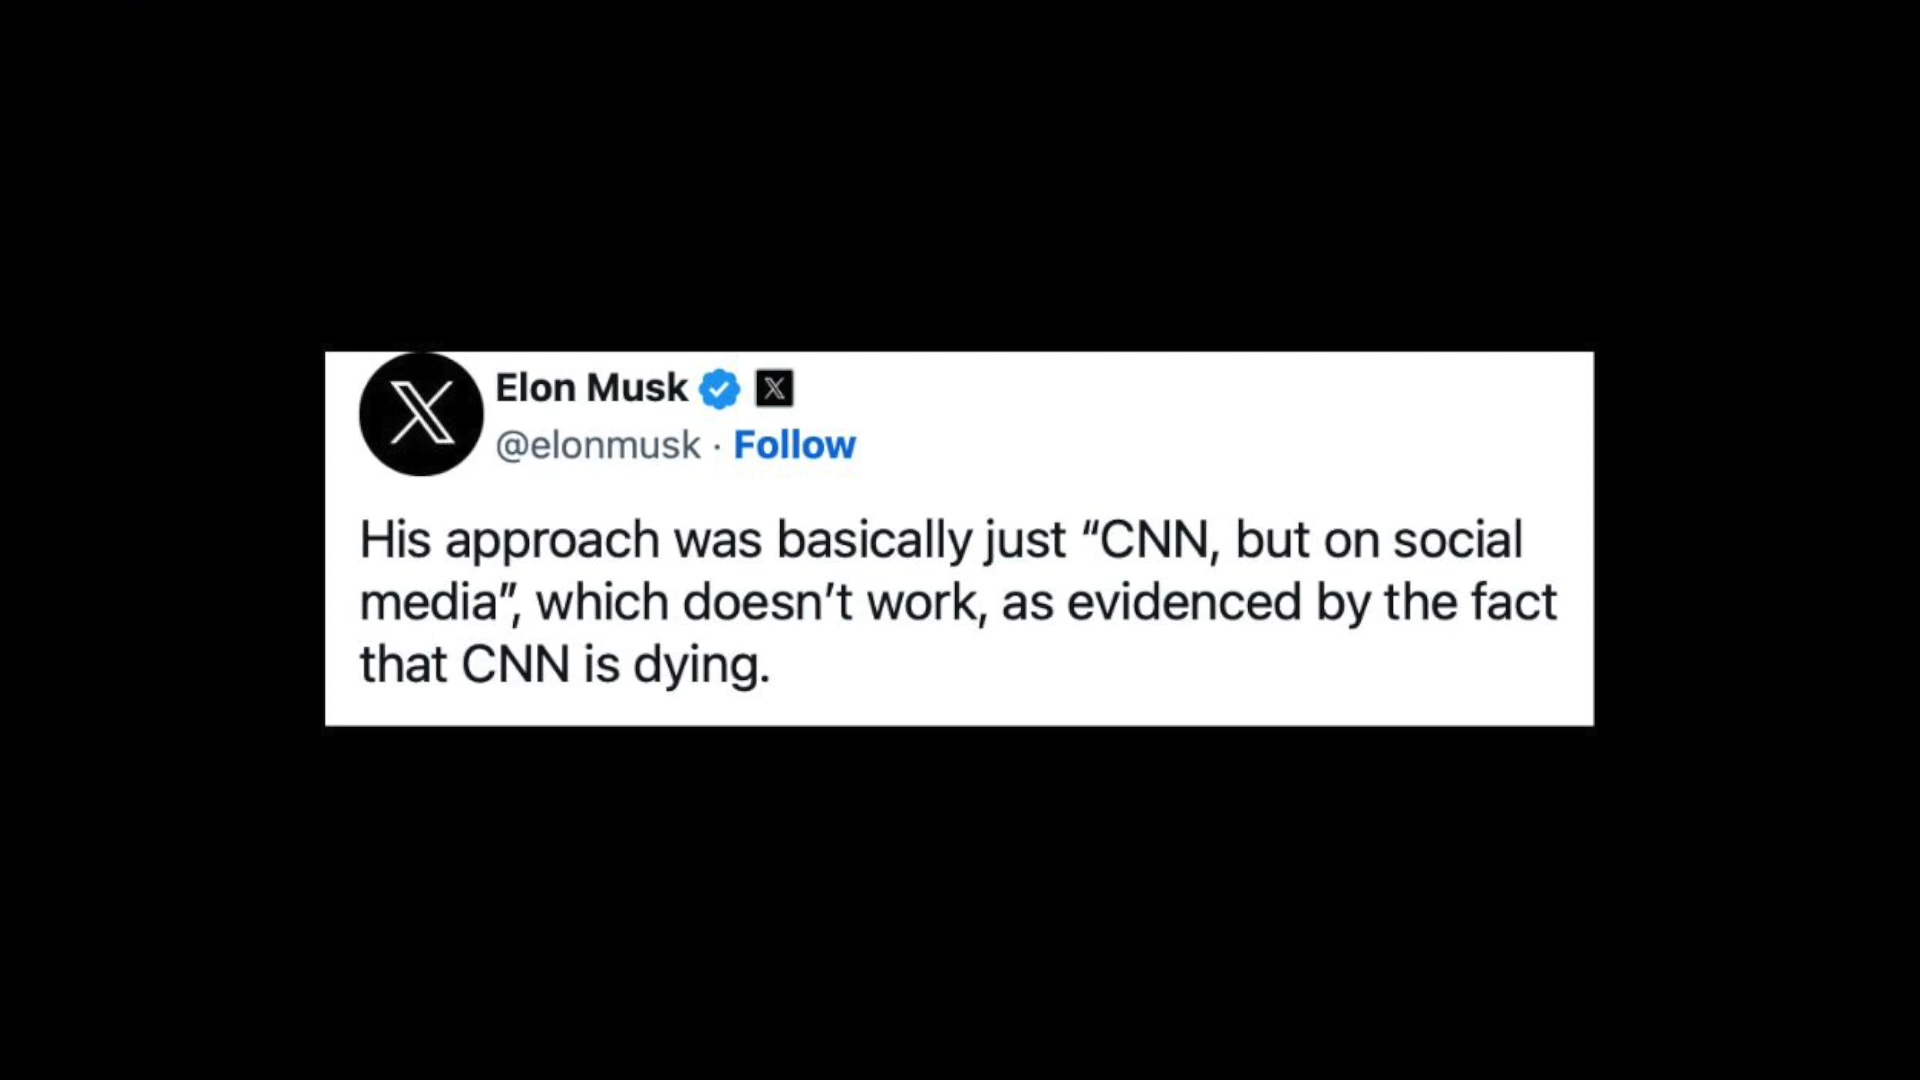 Elon Musk
@elonmusk · Follow
His approach was basically just “CNN, but on social
media”, which doesn’t work, as evidenced by the fact
that CNN is dying.